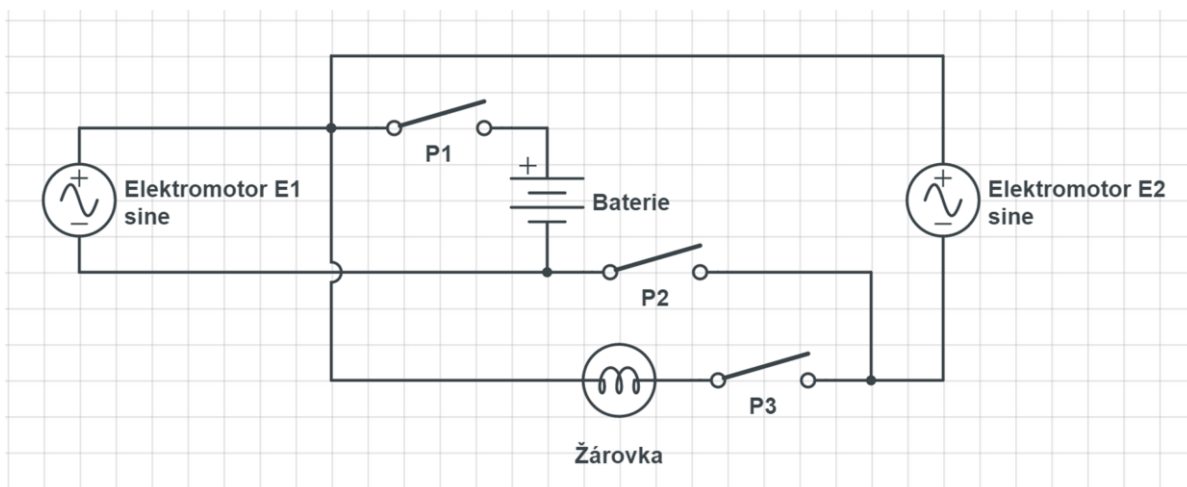 P1
Elektromotor E1
sine
Baterie
Elektromotor E2
sine
P2
P3
Žárovka